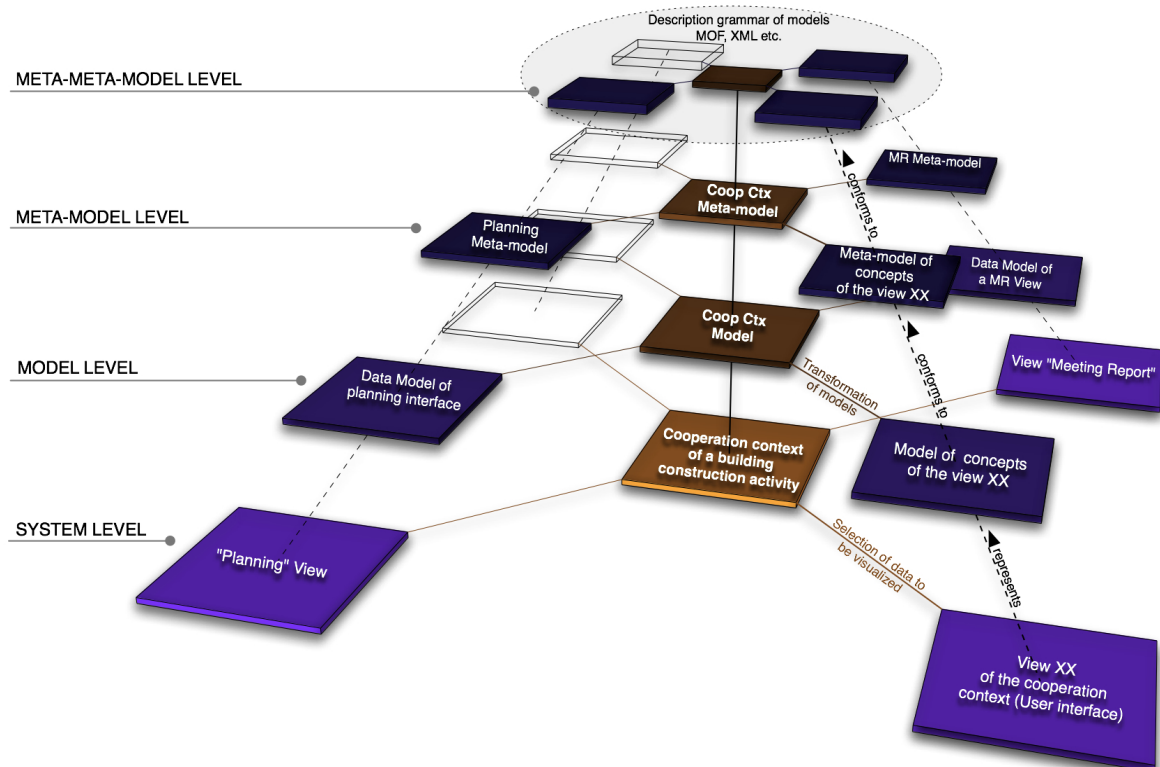 Description grammar of models
MOF, XML etc.
META-META-MODEL LEVEL
MR Meta-model
conforms to
Coop Ctx
Meta-model
META-MODEL LEVEL
Planning
Meta-model
Meta-model of
concepts
of the view XX
Data Model of
a MR View
Coop Ctx
Model
conforms to
View "Meeting Report"
MODEL LEVEL
Data Model of
planning interface
Transformation
of models
Cooperation context
of a building
construction activity
Model of concepts
of the view XX
SYSTEM LEVEL
"Planning" View
Selection of data to
be visualized
represents
View XX
of the cooperation
context (User interface)